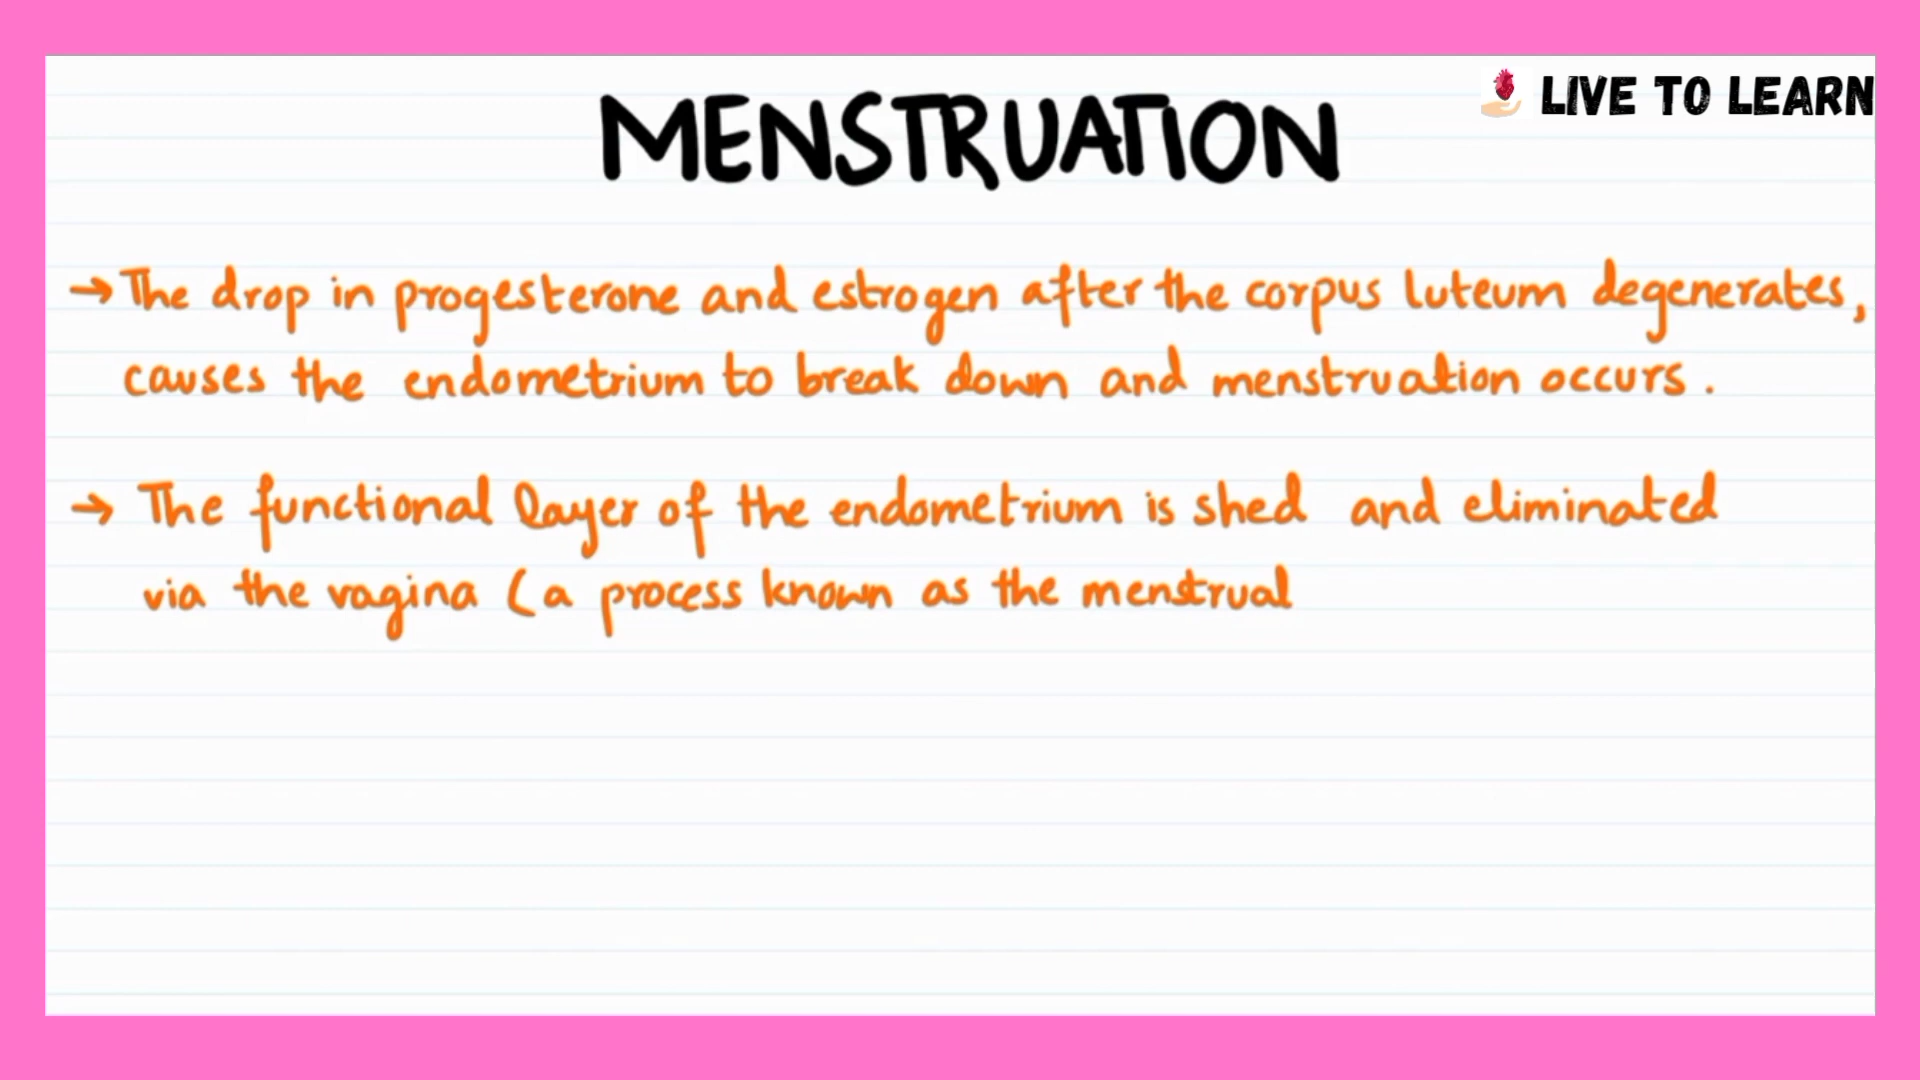 LIVE TO LEARN
MENSTRUATION
→ The drop in progesterone and estrogen after the corpus luteum degenerates,
causes the endometrium to break down and menstruation occurs.
→ The functional layer of the endometrium is shed and eliminated
via the vagina (a process known as the menstrual